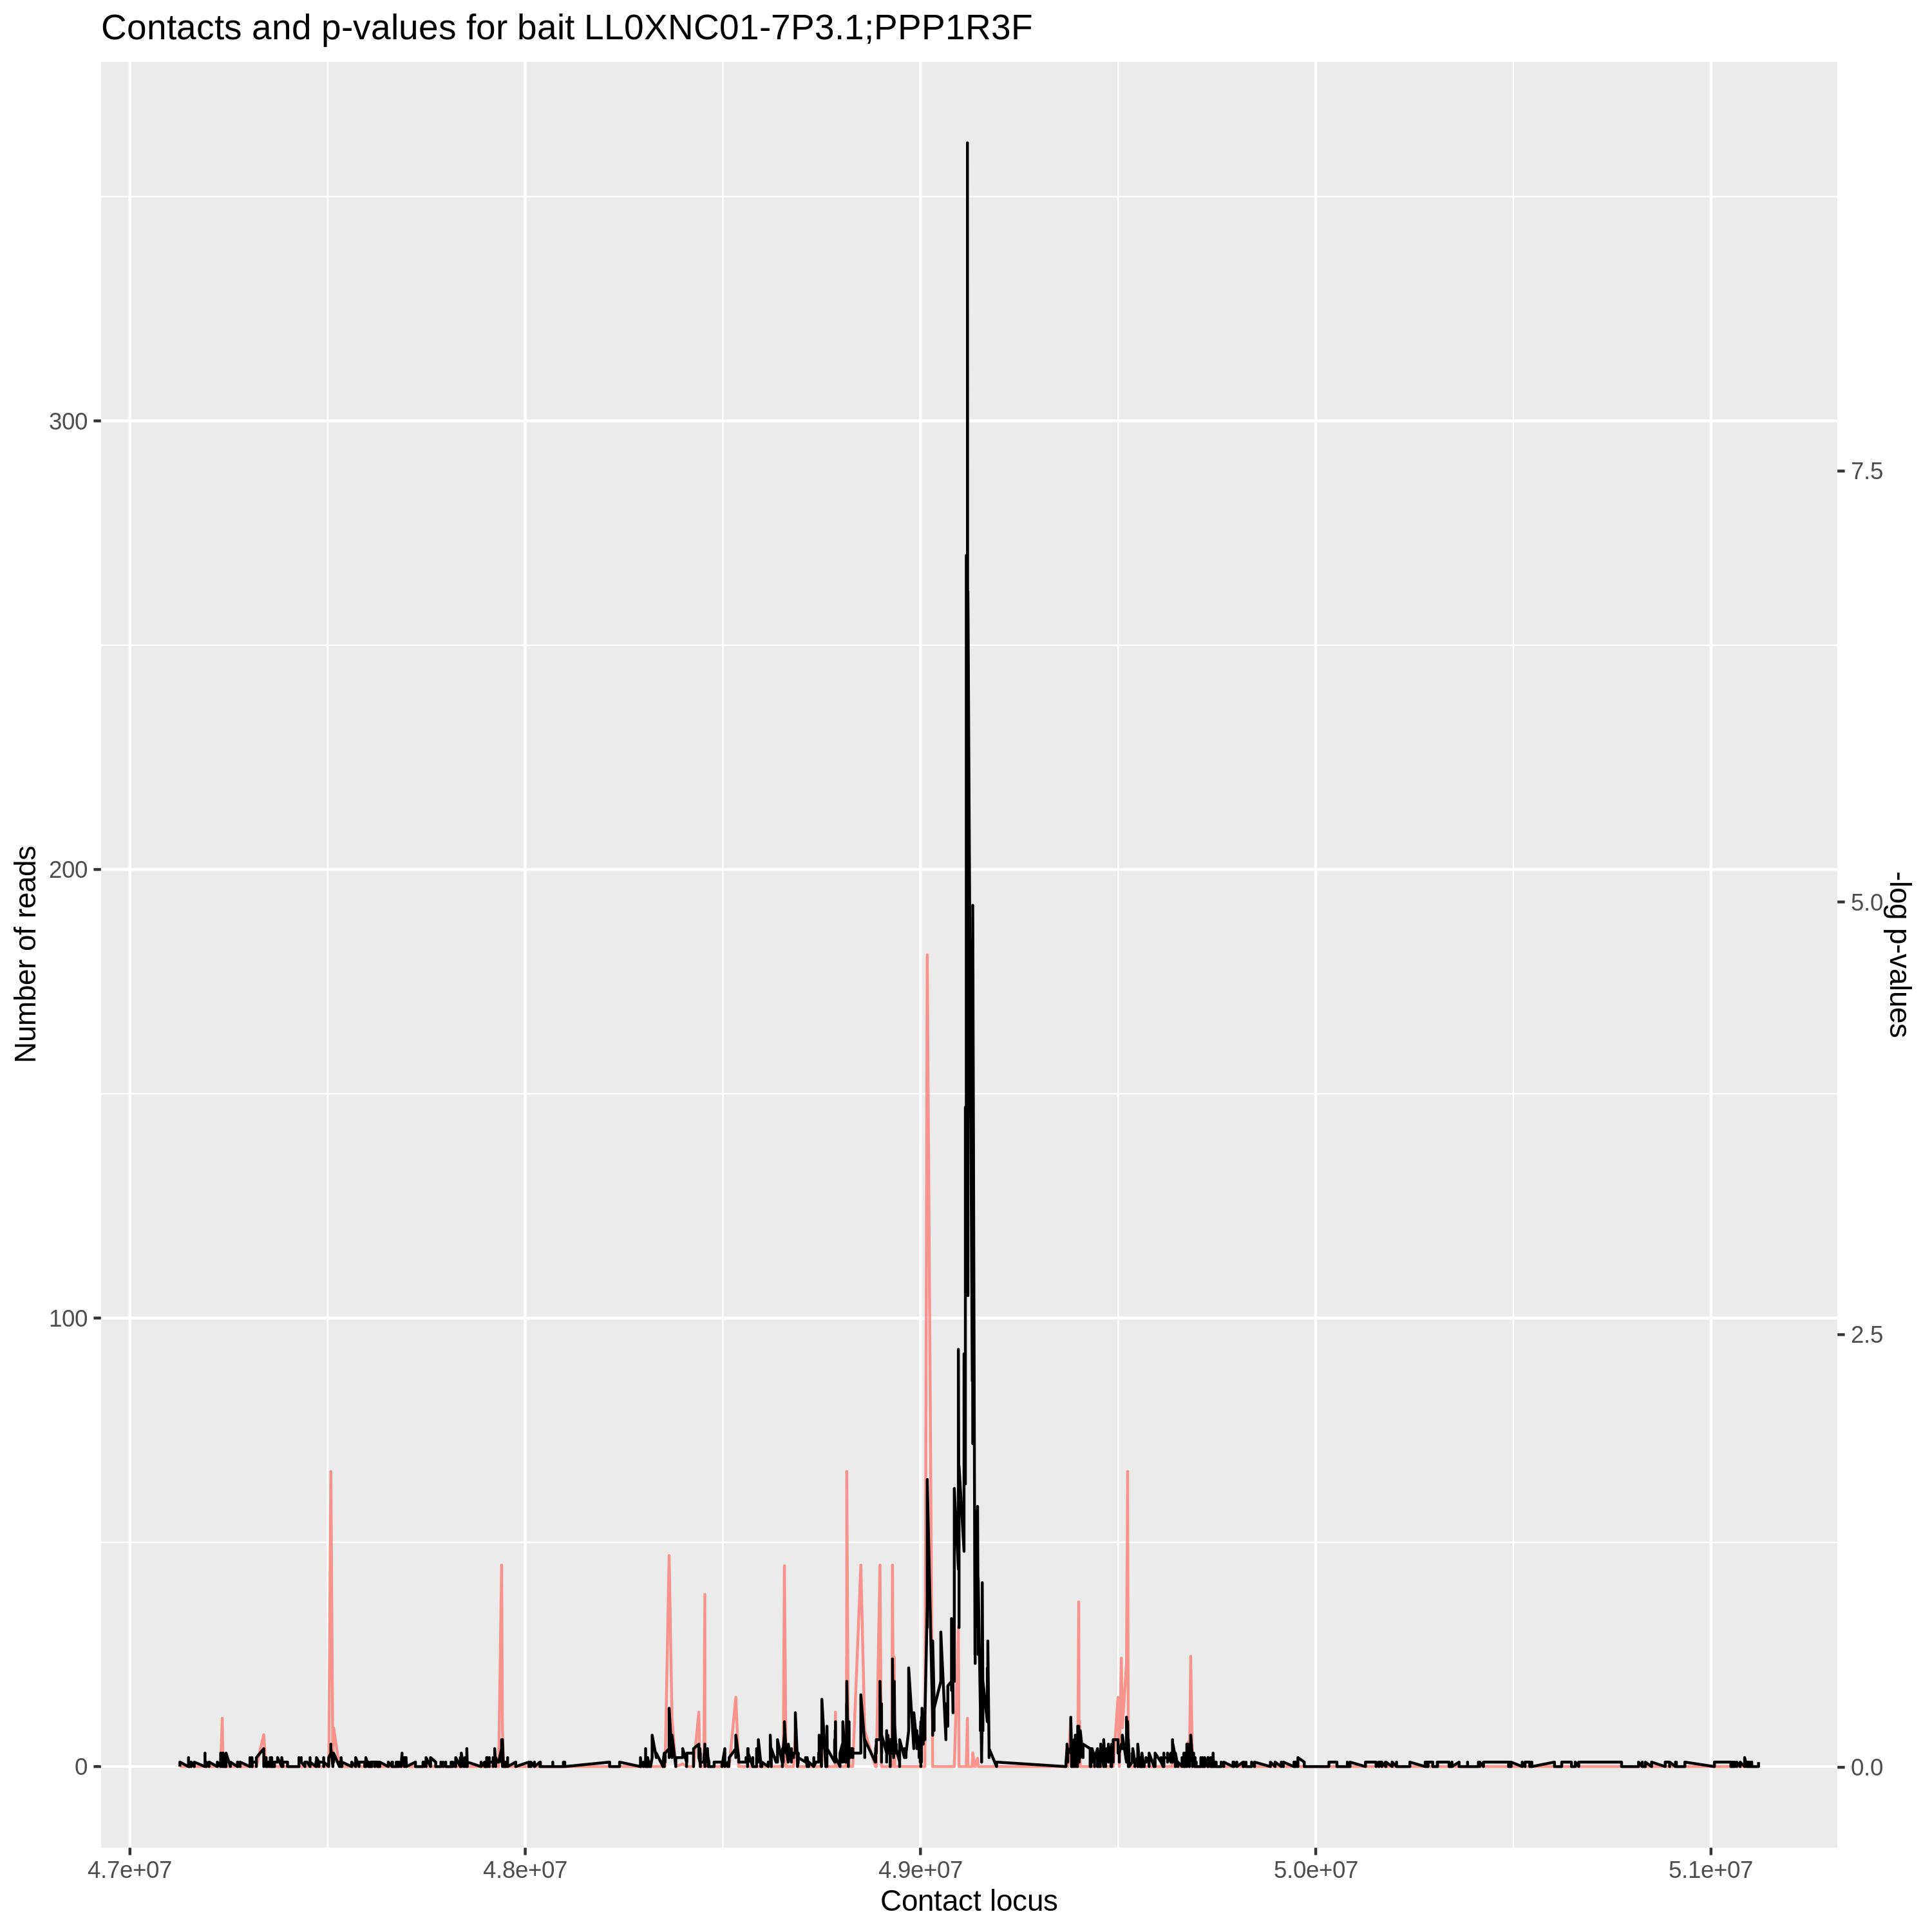 Contacts and p-values for bait LL0XNC01-7P3.1;PPP1R3F
Number of reads
300
200
100
0
7.5
5.0
2.5
0.0
-log p-values
4.7e+07 4.8e+07 4.9e+07 5.0e+07 5.1e+07
Contact locus